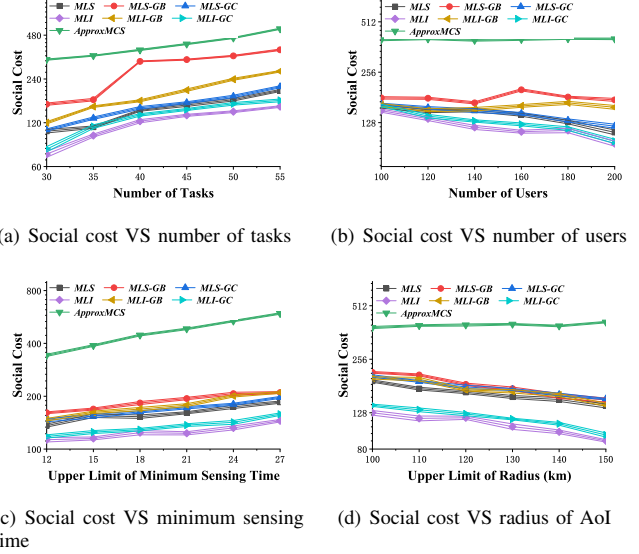 MLS MLS-GB MLS-GC
MLI MLI-GB MLI-GC
ApproxMCS
480
240
120
60
Social Cost
30 35 40 45 50 55
Number of Tasks
(a) Social cost VS number of tasks
MLS MLS-GB MLS-GC
MLI MLI-GB MLI-GC
ApproxMCS
512
256
128
Social Cost
100 120 140 160 180 200
Number of Users
(b) Social cost VS number of users
MLS MLS-GB MLS-GC
MLI MLI-GB MLI-GC
ApproxMCS
800
400
200
100
Social Cost
12 15 18 21 24 27
Upper Limit of Minimum Sensing Time
c) Social cost VS minimum sensing
ime
MLS MLS-GB MLS-GC
MLI MLI-GB MLI-GC
ApproxMCS
512
256
128
80
Social Cost
100 110 120 130 140 150
Upper Limit of Radius (km)
(d) Social cost VS radius of AoI